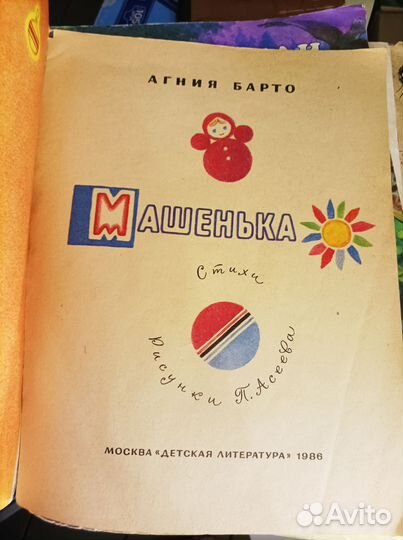 АГНИЯ БАРТО
МАШЕНЬКА
Стихи
Рисунки П. Асеева
МОСКВА «ДЕТСКАЯ ЛИТЕРАТУРА» 1986
Avito